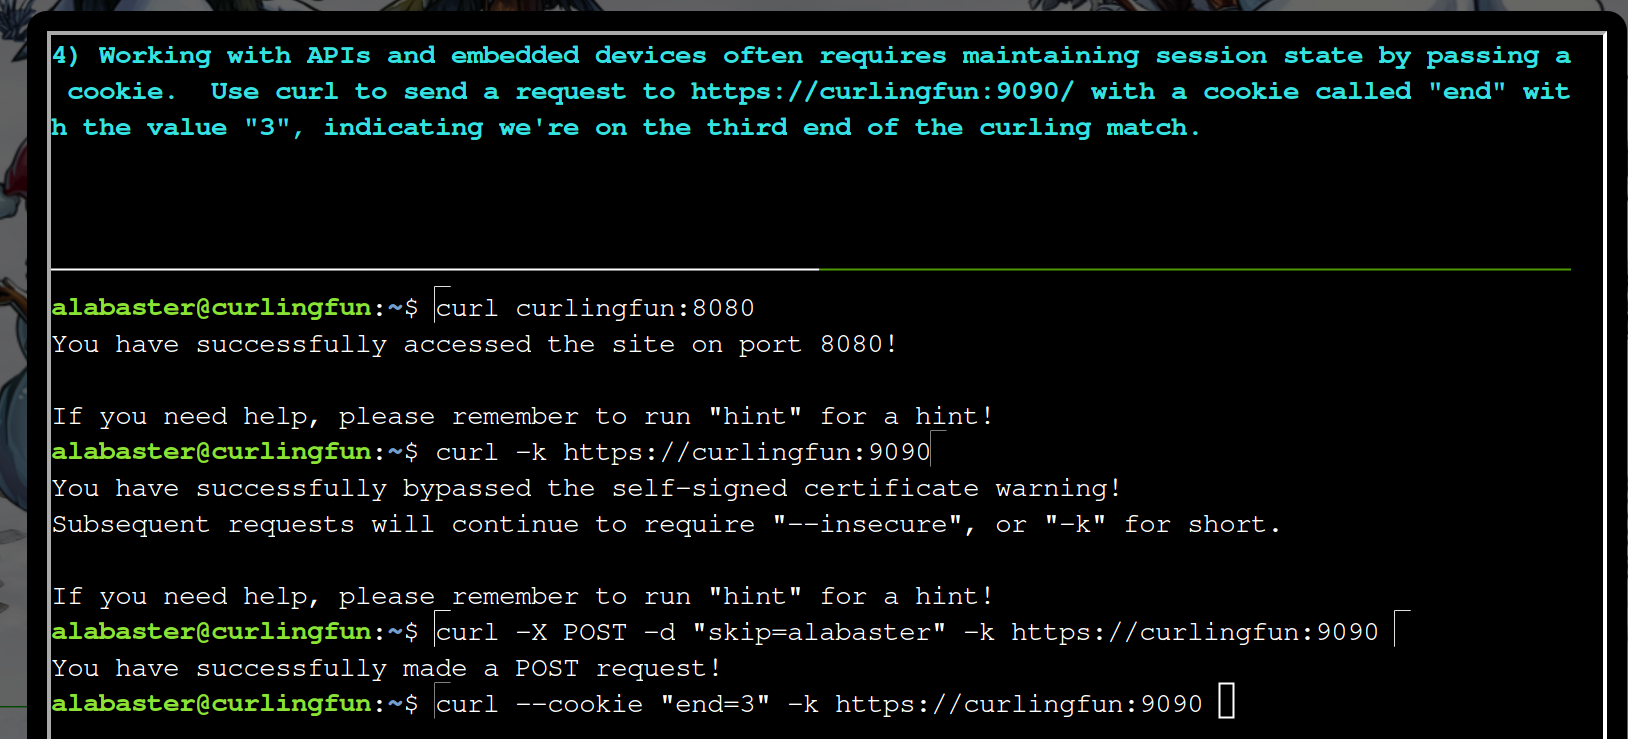 4) Working with APIs and embedded devices often requires maintaining session state by passing a
 cookie.  Use curl to send a request to https://curlingfun:9090/ with a cookie called "end" wit
h the value "3", indicating we're on the third end of the curling match.
alabaster@curlingfun:~$ curl curlingfun:8080
You have successfully accessed the site on port 8080!
If you need help, please remember to run "hint" for a hint!
alabaster@curlingfun:~$ curl -k https://curlingfun:9090
You have successfully bypassed the self-signed certificate warning!
Subsequent requests will continue to require "--insecure", or "-k" for short.
If you need help, please remember to run "hint" for a hint!
alabaster@curlingfun:~$ curl -X POST -d "skip=alabaster" -k https://curlingfun:9090
You have successfully made a POST request!
alabaster@curlingfun:~$ curl --cookie "end=3" -k https://curlingfun:9090